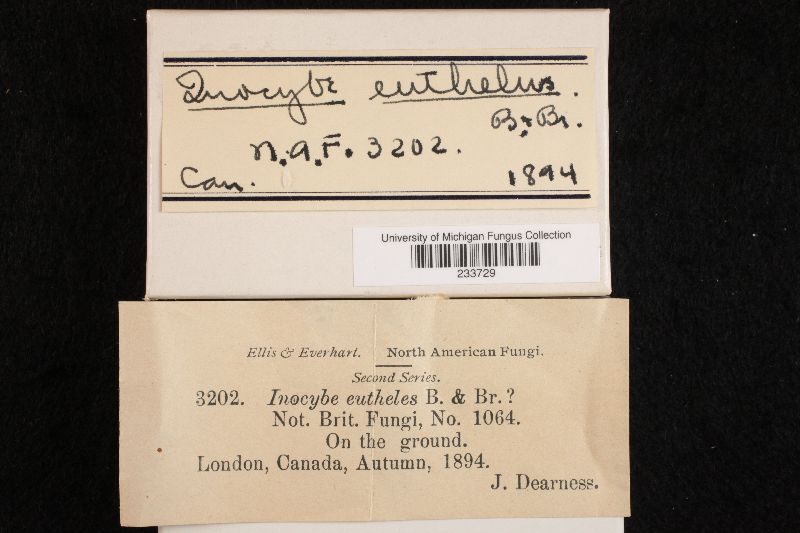 Inocybe euthelus.
B. & Br.
N.A.F. 3202.
Can. 1894
University of Michigan Fungus Collection
233729
Ellis & Everhart. North American Fungi.
Second Series.
3202. Inocybe eutheles B. & Br. ?
Not. Brit. Fungi, No. 1064.
On the ground.
London, Canada, Autumn, 1894.
J. Dearness.